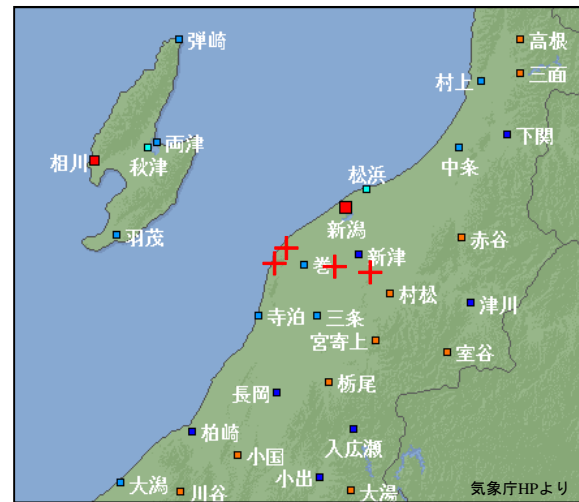 弾崎
高根
三面
村上
下関
両津
相川
秋津
中条
松浜
新潟
羽茂
赤谷
新津
巻
村松
津川
寺泊
三条
宮寄上
室谷
栃尾
長岡
柏崎
入広瀬
小国
大潟
川谷
小出
大湯
気象庁HPより